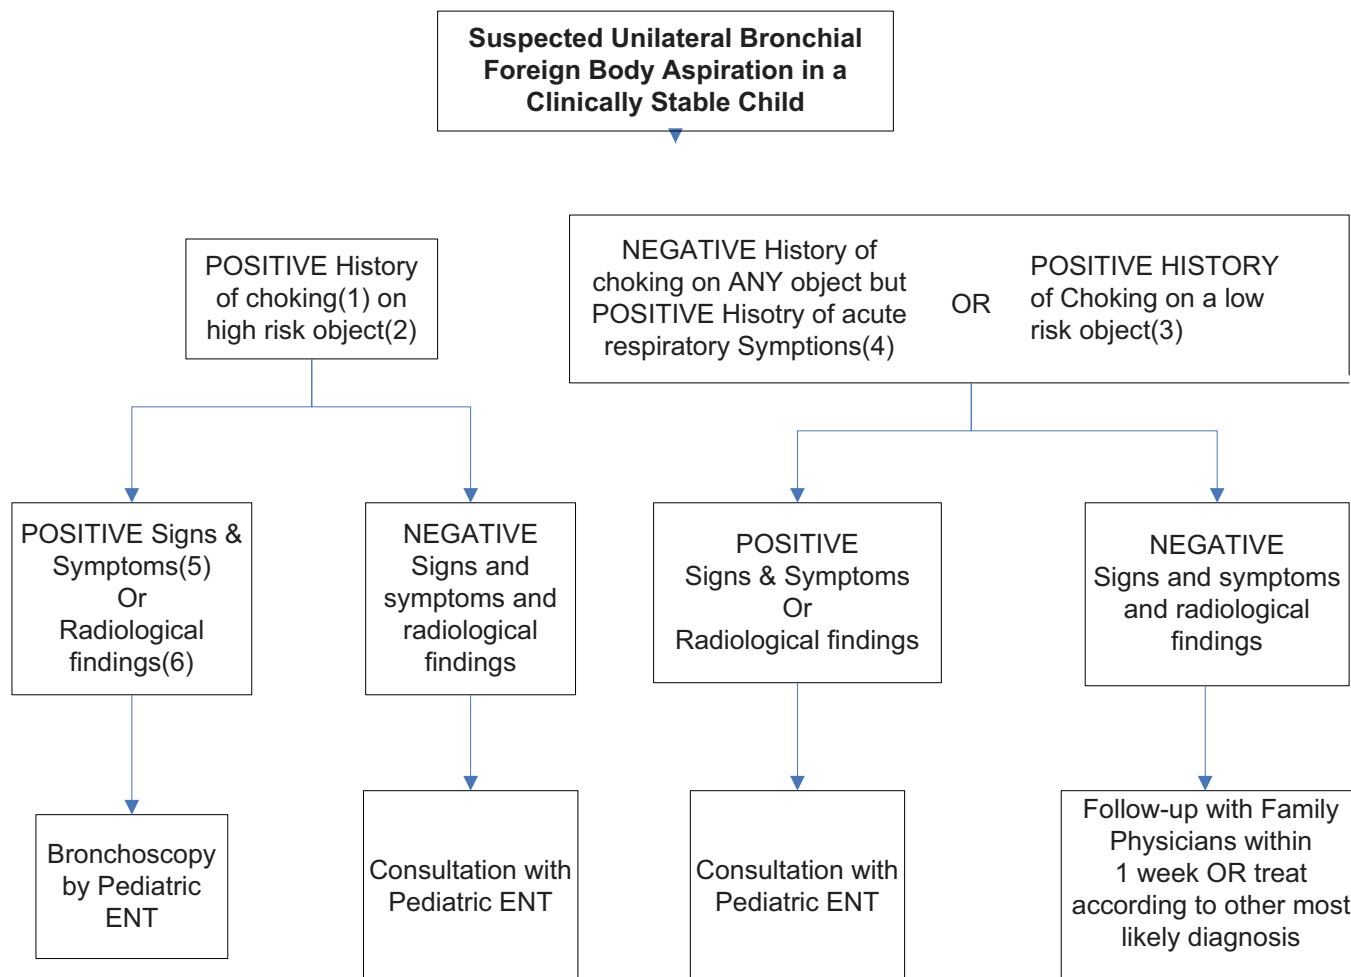 Suspected Unilateral Bronchial
Foreign Body Aspiration in a
Clinically Stable Child
POSITIVE History
of choking(1) on
high risk object(2)
NEGATIVE History of
choking on ANY object but
POSITIVE Hisotry of acute
respiratory Symptions(4)
OR
POSITIVE HISTORY
of Choking on a low
risk object(3)
POSITIVE Signs &
Symptoms(5)
Or
Radiological
findings(6)
NEGATIVE
Signs and
symptoms and
radiological
findings
POSITIVE
Signs & Symptoms
Or
Radiological findings
NEGATIVE
Signs and symptoms
and radiological
findings
Bronchoscopy
by Pediatric
ENT
Consultation with
Pediatric ENT
Consultation with
Pediatric ENT
Follow-up with Family
Physicians within
1 week OR treat
according to other most
likely diagnosis